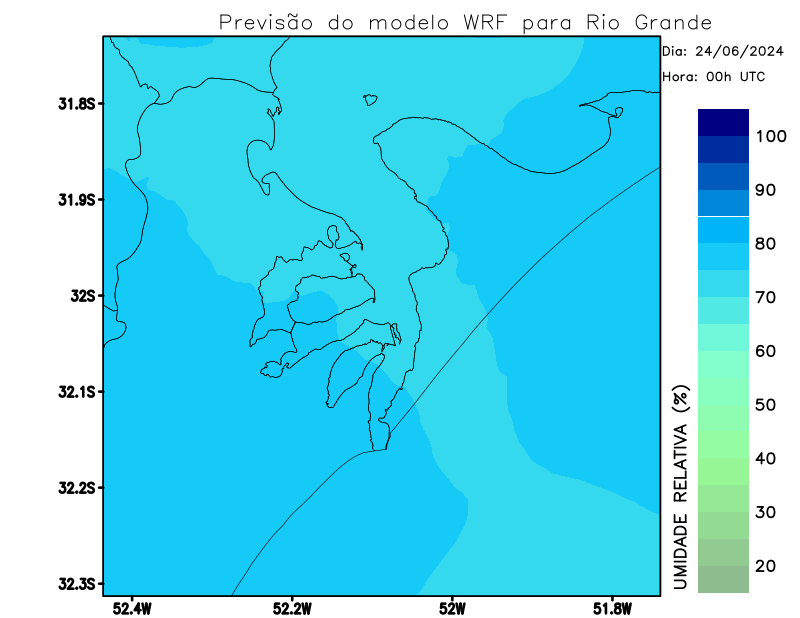 Previsão do modelo WRF para Rio Grande
Dia: 24/06/2024
Hora: 00h UTC
31.8S
31.9S
32S
32.1S
32.2S
32.3S
52.4W
52.2W
52W
51.8W
100
90
80
70
60
50
40
30
20
UMIDADE RELATIVA (%)